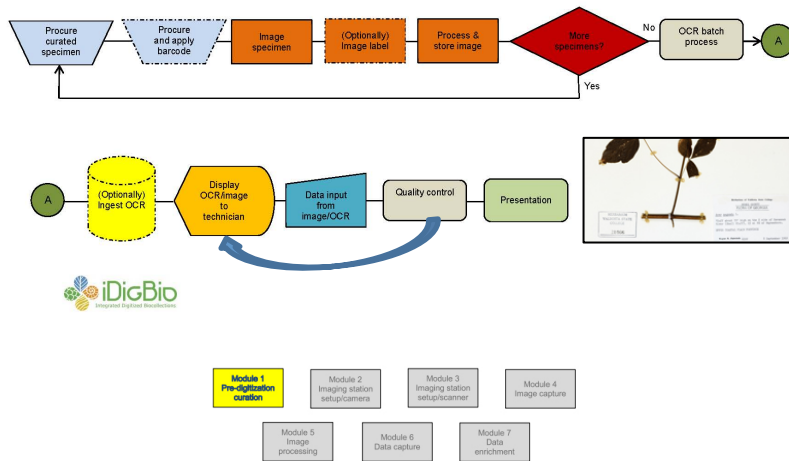 Procure
curated
specimen
Procure
and apply
barcode
Image
specimen
(Optionally)
Image label
Process &
store image
More
specimens?
No
Yes
OCR batch
process
A
A
(Optionally)
Ingest OCR
Display
OCR/image
to
technician
Data input
from
image/OCR
Quality control
Presentation
iDigBio
Integrated Digitized Biocollections
Module 1
Pre-digitization
curation
Module 2
Imaging station
setup/camera
Module 3
Imaging station
setup/scanner
Module 4
Image capture
Module 5
Image
processing
Module 6
Data capture
Module 7
Data
enrichment